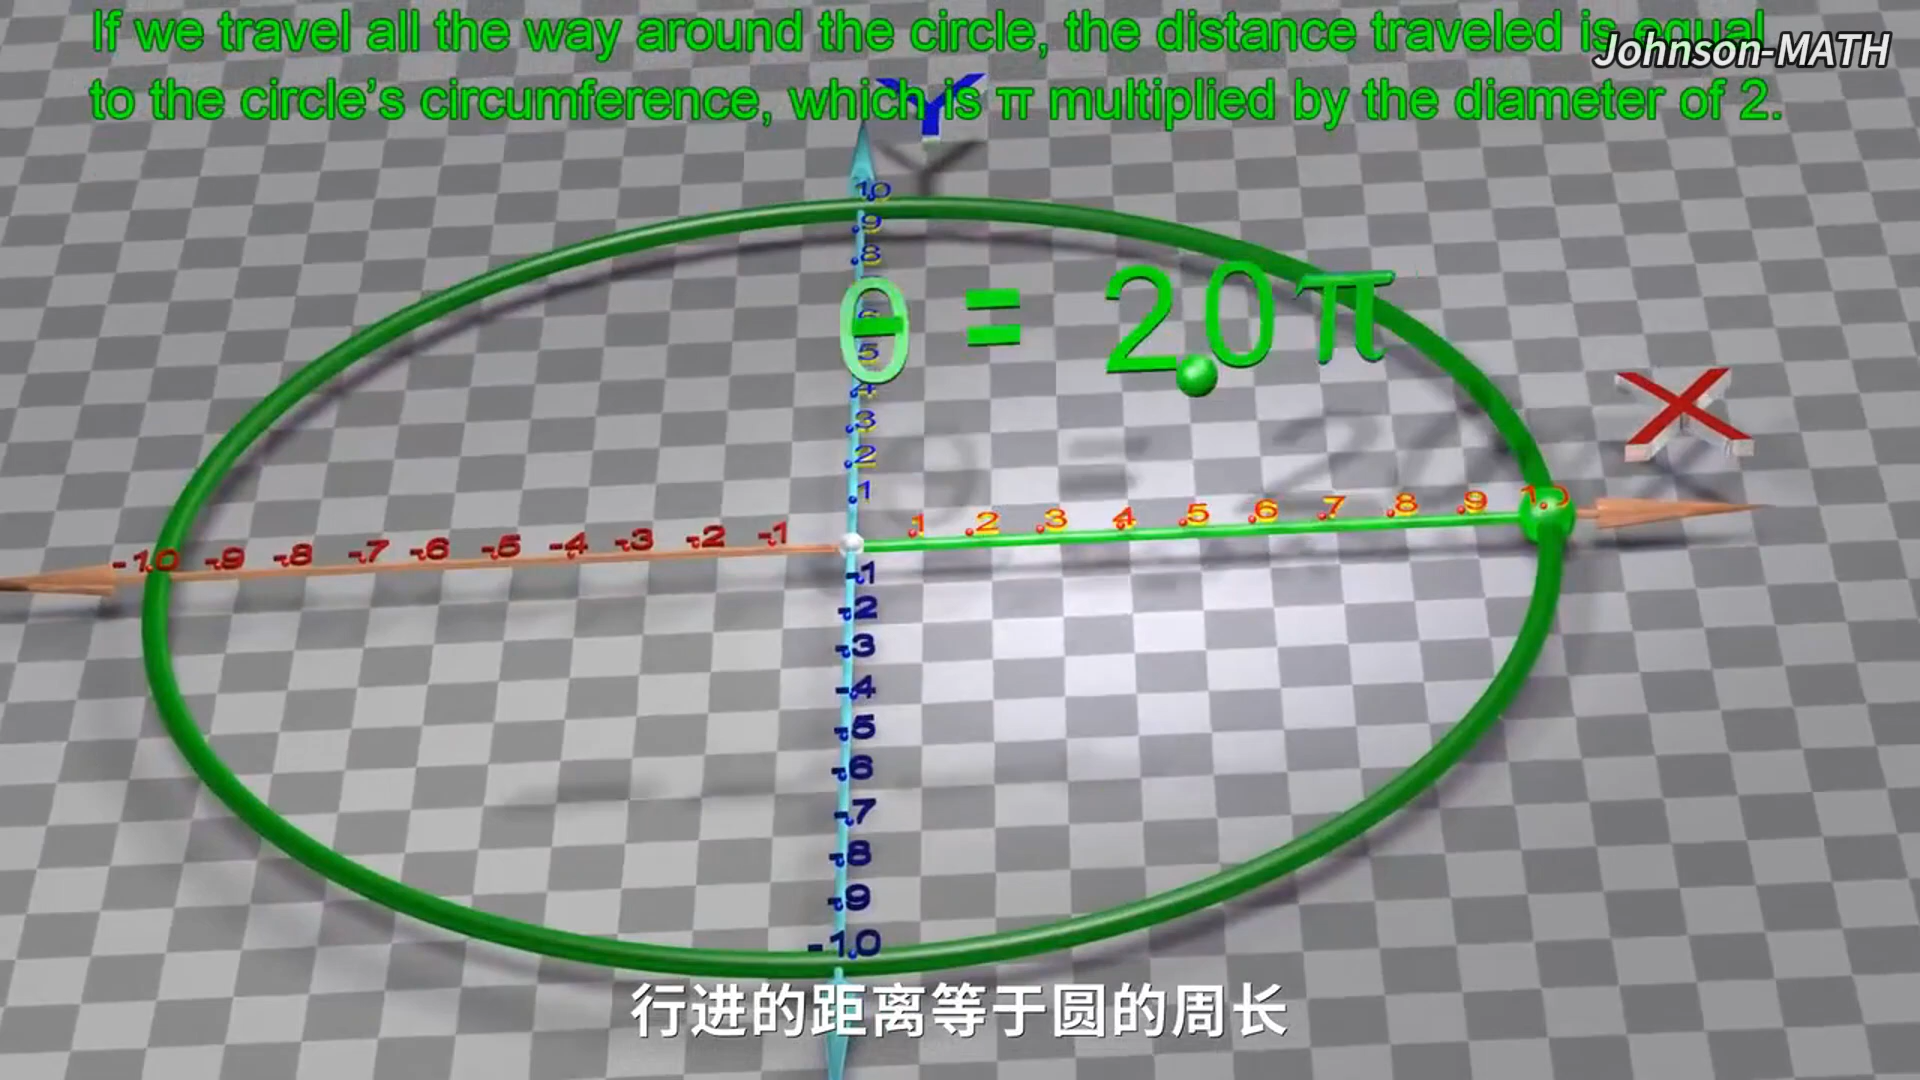 If we travel all the way around the circle, the distance traveled is equal
Johnson-MATH
to the circle’s circumference, which is π multiplied by the diameter of 2.
Y
1.0
.9
.8
θ = 2.0π
.6
.5
.4
.3
.2
.1
X
-1.0 -.9 -.8 -.7 -.6 -.5 -.4 -.3 -.2 -.1 .1 .2 .3 .4 .5 .6 .7 .8 .9 1.0
-.1
-.2
-.3
-.4
-.5
-.6
-.7
-.8
-.9
-1.0
行进的距离等于圆的周长